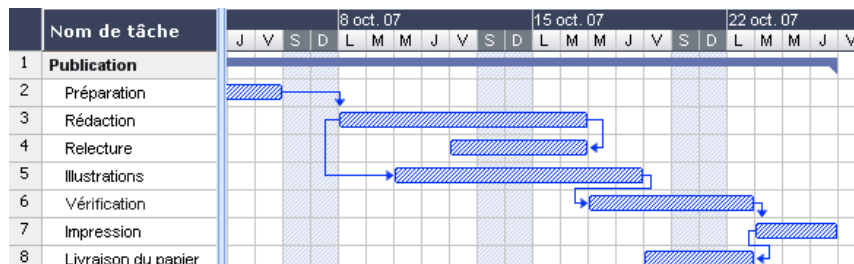 Nom de tâche
8 oct. 07 15 oct. 07 22 oct. 07
J V S D L M M J V S D L M M J V S D L M M J V
1 Publication
2 Préparation
3 Rédaction
4 Relecture
5 Illustrations
6 Vérification
7 Impression
8 Livraison du papier